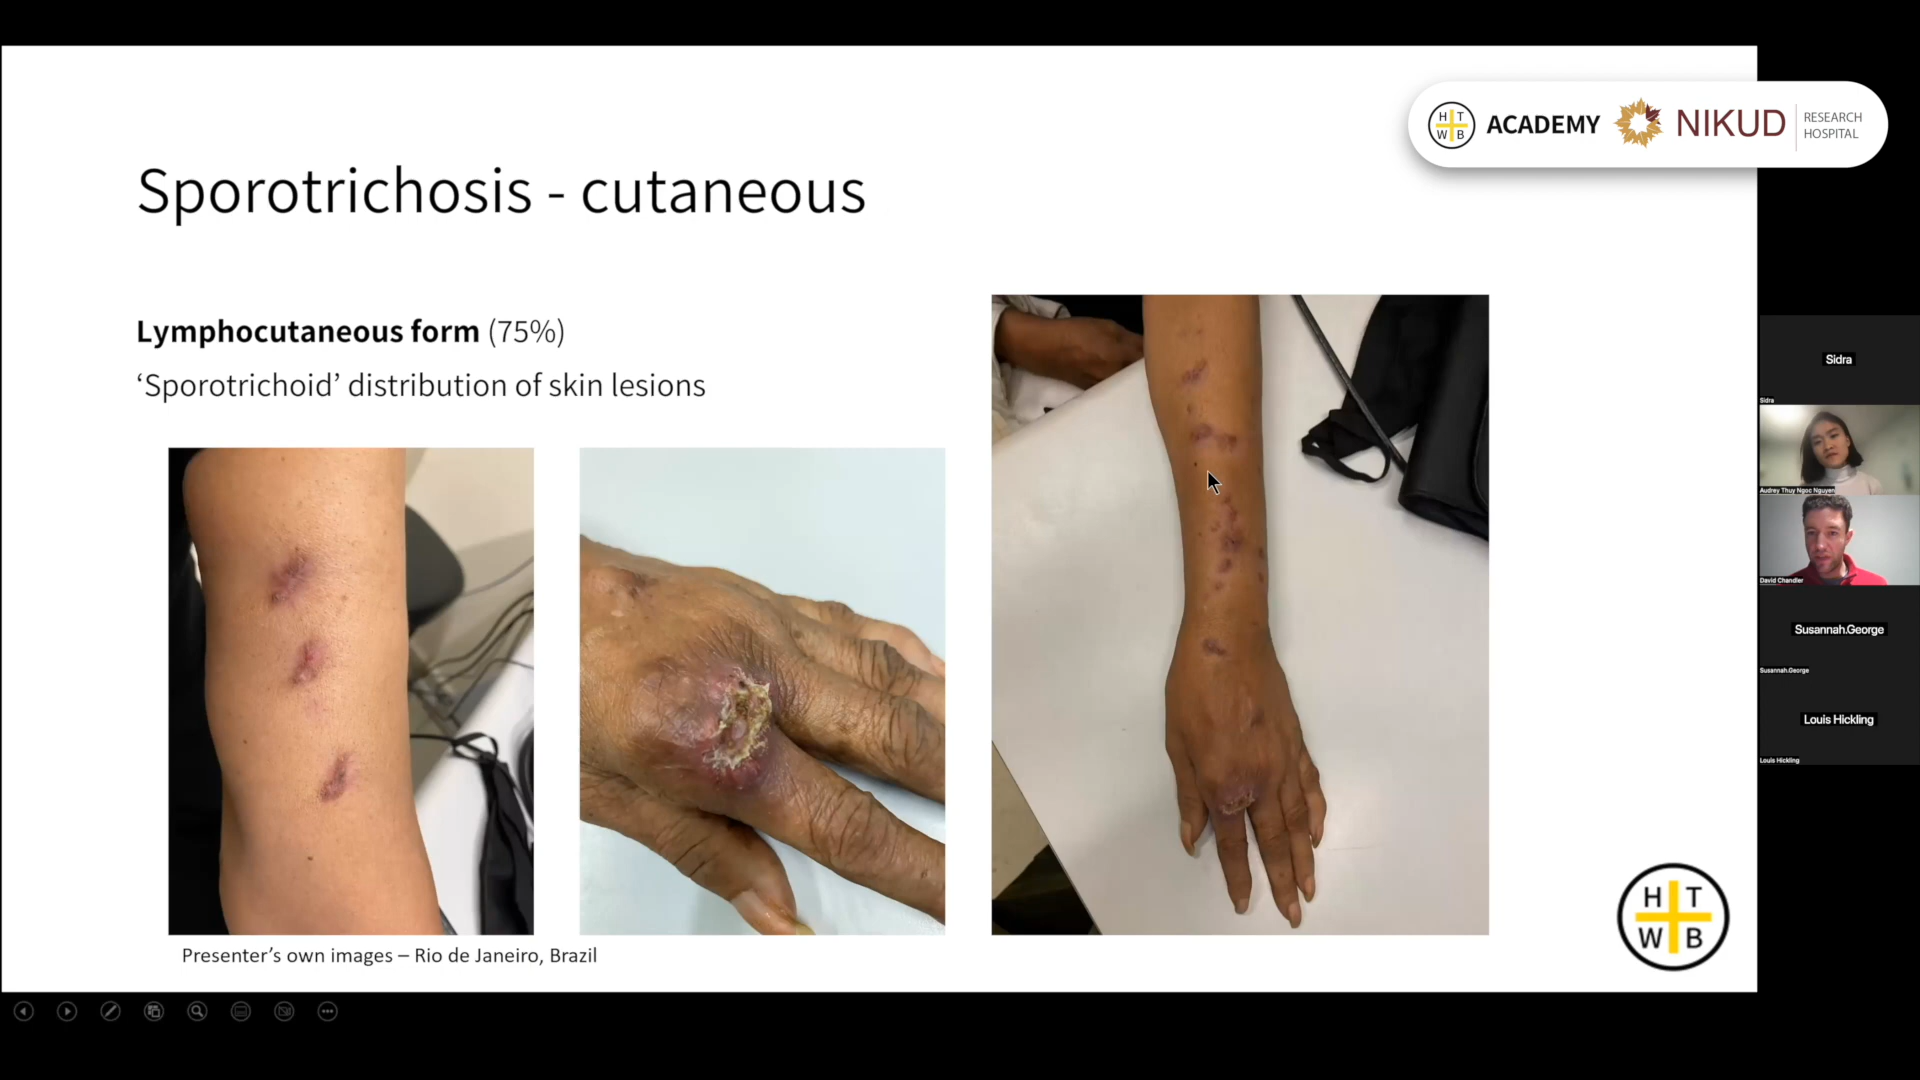 H T
W B
ACADEMY
NIKUD
RESEARCH
HOSPITAL
Sporotrichosis - cutaneous
Lymphocutaneous form (75%)
‘Sporotrichoid’ distribution of skin lesions
Presenter’s own images – Rio de Janeiro, Brazil
H T
W B
Sidra
Sidra
Audrey Thuy Ngoc Nguyen
David Chandler
Susannah.George
Susannah.George
Louis Hickling
Louis Hickling